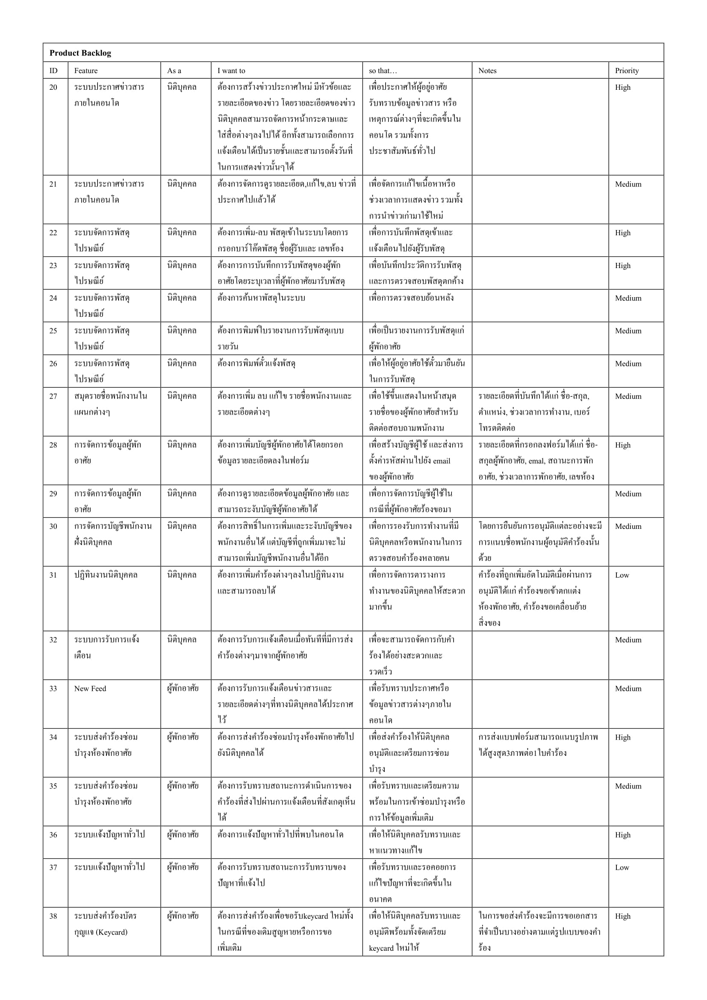 Product Backlog
ID Feature As a I want to so that… Notes Priority
20 ระบบประกาศข่าวสาร นิติบุคคล ต้องการสร้างข่าวประกาศใหม่ มีหัวข้อและ เพื่อประกาศให้ผู้อยู่อาศัย High
ภายในคอนโด รายละเอียดของข่าว โดยรายละเอียดของข่าว รับทราบข้อมูลข่าวสาร หรือ
นิติบุคคลสามารถจัดการหน้ากระดาษและ เหตุการณ์ต่างๆที่จะเกิดขึ้นใน
ใส่สื่อต่างๆลงไปได้ อีกทั้งสามารถเลือกการ คอนโด รวมทั้งการ
แจ้งเตือนได้เป็นรายชั้นและสามารถตั้งวันที่ ประชาสัมพันธ์ทั่วไป
ในการแสดงข่าวนั้นๆได้
21 ระบบประกาศข่าวสาร นิติบุคคล ต้องการจัดการดูรายละเอียด,แก้ไข,ลบ ข่าวที่ เพื่อจัดการแก้ไขเนื้อหาหรือ Medium
ภายในคอนโด ประกาศไปแล้วได้ ช่วงเวลาการแสดงข่าว รวมทั้ง
การนำข่าวเก่ามาใช้ใหม่
22 ระบบจัดการพัสดุ นิติบุคคล ต้องการเพิ่ม-ลบ พัสดุเข้าในระบบโดยการ เพื่อการบันทึกพัสดุเข้าและ High
ไปรษณีย์ กรอกบาร์โค๊ดพัสดุ ชื่อผู้รับและ เลขห้อง แจ้งเตือนไปยังผู้รับพัสดุ
23 ระบบจัดการพัสดุ นิติบุคคล ต้องการการบันทึกการรับพัสดุของผู้พัก เพื่อบันทึกประวัติการรับพัสดุ High
ไปรษณีย์ อาศัยโดยระบุเวลาที่ผู้พักอาศัยมารับพัสดุ และการตรวจสอบพัสดุตกค้าง
24 ระบบจัดการพัสดุ นิติบุคคล ต้องการค้นหาพัสดุในระบบ เพื่อการตรวจสอบย้อนหลัง Medium
ไปรษณีย์
25 ระบบจัดการพัสดุ นิติบุคคล ต้องการพิมพ์ใบรายงานการรับพัสดุแบบ เพื่อเป็นรายงานการรับพัสดุแก่ Medium
ไปรษณีย์ รายวัน ผู้พักอาศัย
26 ระบบจัดการพัสดุ นิติบุคคล ต้องการพิมพ์ตั๋วแจ้งพัสดุ เพื่อให้ผู้อยู่อาศัยใช้ตั๋วมายืนยัน Medium
ไปรษณีย์ ในการรับพัสดุ
27 สมุดรายชื่อพนักงานใน นิติบุคคล ต้องการเพิ่ม ลบ แก้ไข รายชื่อพนักงานและ เพื่อใช้ขึ้นแสดงในหน้าสมุด รายละเอียดที่บันทึกได้แก่ ชื่อ-สกุล, Medium
แผนกต่างๆ รายละเอียดต่างๆ รายชื่อของผู้พักอาศัยสำหรับ ตำแหน่ง, ช่วงเวลาการทำงาน, เบอร์
ติดต่อสอบถามพนักงาน โทรตติดต่อ
28 การจัดการข้อมูลผู้พัก นิติบุคคล ต้องการเพิ่มบัญชีผู้พักอาศัยได้โดยกรอก เพื่อสร้างบัญชีผู้ใช้ และส่งการ รายละเอียดที่กรอกลงฟอร์มได้แก่ ชื่อ- High
อาศัย ข้อมูลรายละเอียดลงในฟอร์ม ตั้งค่ารหัสผ่านไปยัง email สกุลผู้พักอาศัย, emal, สถานะการพัก
ของผู้พักอาศัย อาศัย, ช่วงเวลาการพักอาศัย, เลขห้อง
29 การจัดการข้อมูลผู้พัก นิติบุคคล ต้องการดูรายละเอียดข้อมูลผู้พักอาศัย และ เพื่อการจัดการบัญชีผู้ใช้ใน Medium
อาศัย สามารถระงับบัญชีผู้พักอาศัยได้ กรณีที่ผู้พักอาศัยร้องขอมา
30 การจัดการบัญชีพนักงาน นิติบุคคล ต้องการสิทธิ์ในการเพิ่มและระงับบัญชีของ เพื่อการรองรับการทำงานที่มี โดยการยืนยันการอนุมัติแต่ละอย่างจะมี Medium
ฝั่งนิติบุคคล พนักงานอื่นได้ แต่บัญชีที่ถูกเพิ่มมาจะไม่ นิติบุคคลหรือพนักงานในการ การแนบชื่อพนักงานผู้อนุมัติคำร้องนั้น
สามารถเพิ่มบัญชีพนักงานอื่นได้อีก ตรวจสอบคำร้องหลายคน ด้วย
31 ปฏิทินงานนิติบุคคล นิติบุคคล ต้องการเพิ่มคำร้องต่างๆลงในปฏิทินงาน เพื่อการจัดการตารางการ คำร้องที่ถูกเพิ่มอัตโนมัติเมื่อผ่านการ Low
และสามารถลบได้ ทำงานของนิติบุคคลให้สะดวก อนุมัติได้แก่ คำร้องขอเข้าตกแต่ง
มากขึ้น ห้องพักอาศัย, คำร้องขอเคลื่อนย้าย
สิ่งของ
32 ระบบการรับการแจ้ง นิติบุคคล ต้องการรับการแจ้งเตือนเมื่อทันทีที่มีการส่ง เพื่อจะสามารถจัดการกับคำ Medium
เตือน คำร้องต่างๆมาจากผู้พักอาศัย ร้องได้อย่างสะดวกและ
รวดเร็ว
33 New Feed ผู้พักอาศัย ต้องการรับการแจ้งเตือนข่าวสารและ เพื่อรับทราบประกาศหรือ Medium
รายละเอียดต่างๆที่ทางนิติบุคคลได้ประกาศ ข้อมูลข่าวสารต่างๆภายใน
ไว้ คอนโด
34 ระบบส่งคำร้องซ่อม ผู้พักอาศัย ต้องการส่งคำร้องซ่อมบำรุงห้องพักอาศัยไป เพื่อส่งคำร้องให้นิติบุคคล การส่งแบบฟอร์มสามารถแนบรูปภาพ High
บำรุงห้องพักอาศัย ยังนิติบุคคลได้ อนุมัติและเตรียมการซ่อม ได้สูงสุด3ภาพต่อ1ใบคำร้อง
บำรุง
35 ระบบส่งคำร้องซ่อม ผู้พักอาศัย ต้องการรับทราบสถานะการดำเนินการของ เพื่อรับทราบและเตรียมความ Medium
บำรุงห้องพักอาศัย คำร้องที่ส่งไปผ่านการแจ้งเตือนที่สังเกตุเห็น พร้อมในการเข้าซ่อมบำรุงหรือ
ได้ การให้ข้อมูลเพิ่มเติม
36 ระบบแจ้งปัญหาทั่วไป ผู้พักอาศัย ต้องการแจ้งปัญหาทั่วไปที่พบในคอนโด เพื่อให้นิติบุคคลรับทราบและ High
หาแนวทางแก้ไข
37 ระบบแจ้งปัญหาทั่วไป ผู้พักอาศัย ต้องการรับทราบสถานะการรับทราบของ เพื่อรับทราบและรอคอยการ Low
ปัญหาที่แจ้งไป แก้ไขปัญหาที่จะเกิดขึ้นใน
อนาคต
38 ระบบส่งคำร้องบัตร ผู้พักอาศัย ต้องการส่งคำร้องเพื่อขอรับkeycard ใหม่ทั้ง เพื่อให้นิติบุคคลรับทราบและ ในการขอส่งคำร้องจะมีการขอเอกสาร High
กุญแจ (Keycard) ในกรณีที่ของเดิมสูญหายหรือการขอ อนุมัติพร้อมทั้งจัดเตรียม ที่จำเป็นบางอย่างตามแต่รูปแบบของคำ
เพิ่มเติม keycard ใหม่ให้ ร้อง